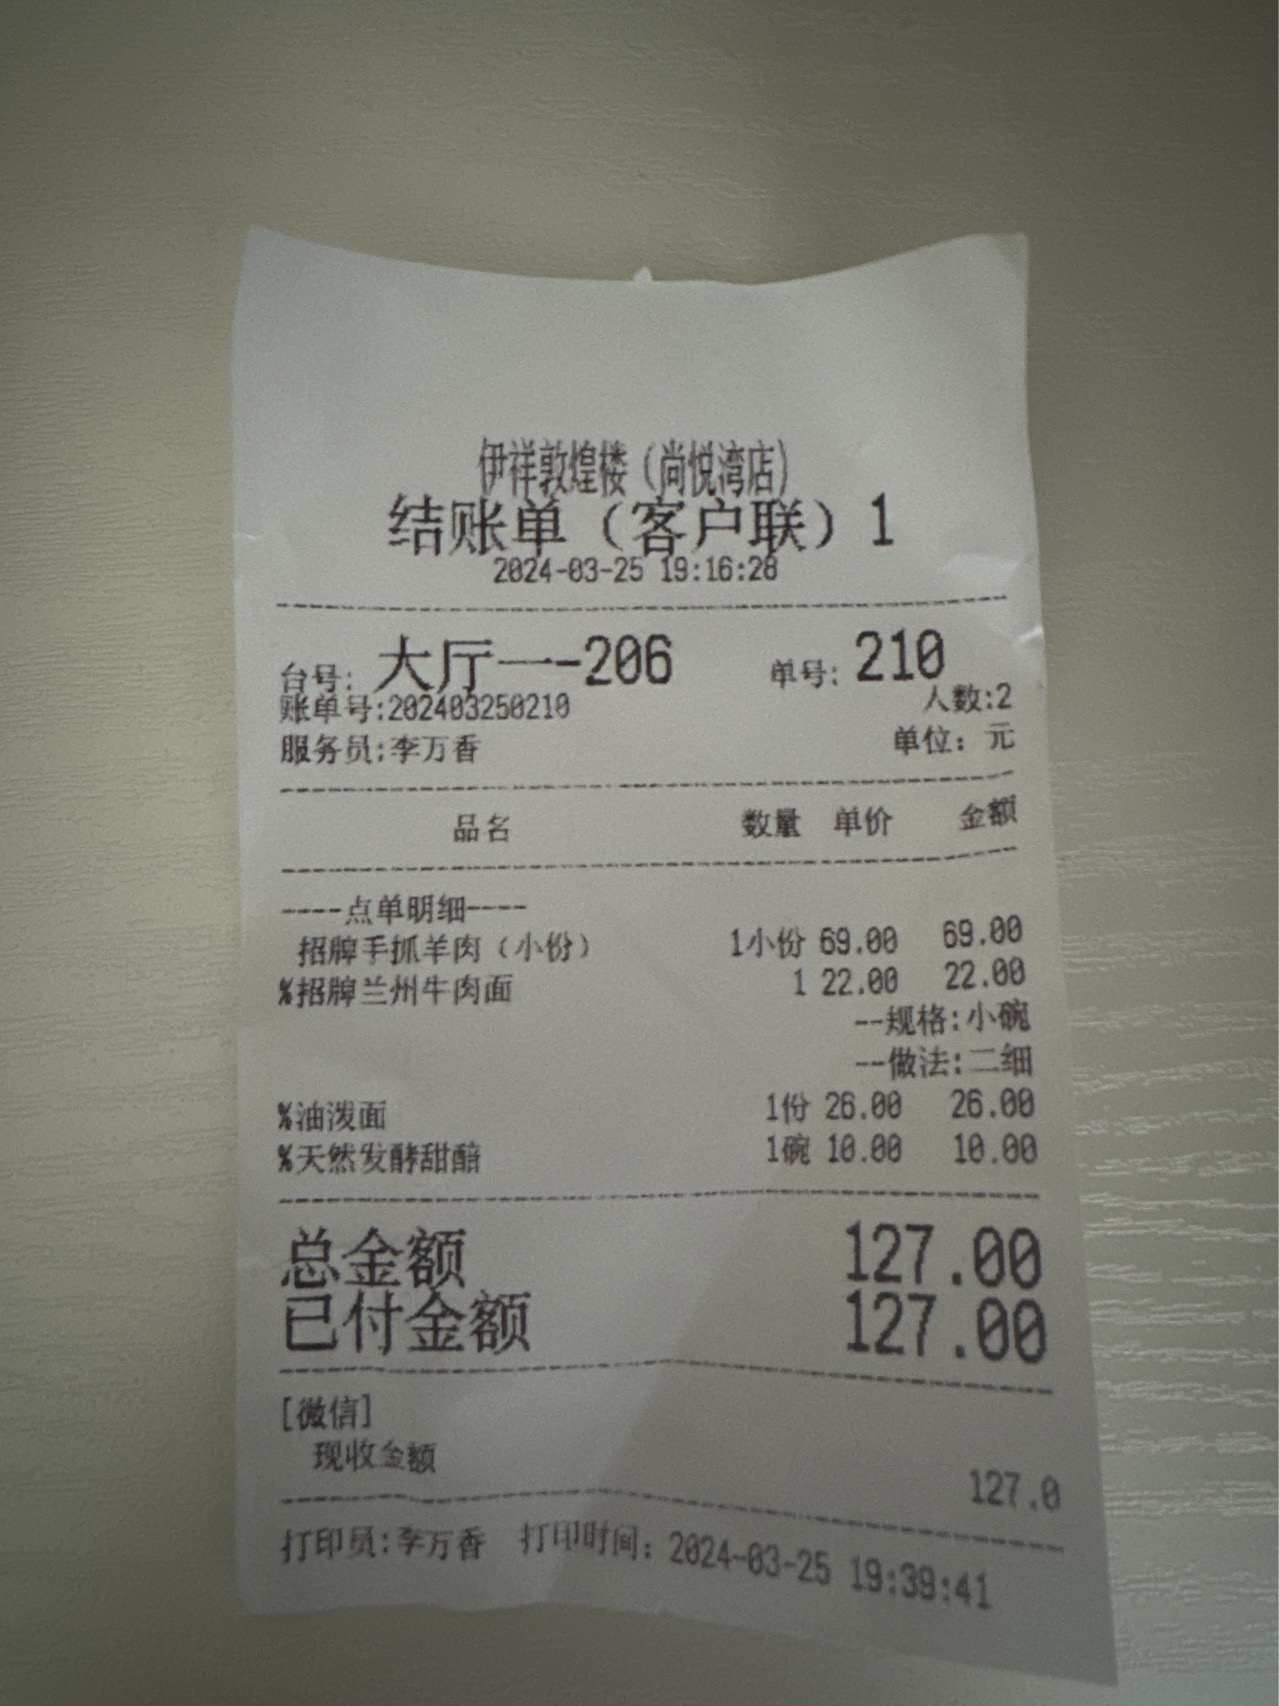 伊祥敦煌楼（尚悦湾店）
结账单（客户联）1
2024-03-25 19:16:28
台号: 大厅一-206 单号: 210
账单号:202403250210 人数:2
服务员:李万香 单位: 元
品名 数量 单价 金额
----点单明细----
招牌手抓羊肉（小份） 1小份 69.00 69.00
%招牌兰州牛肉面 1 22.00 22.00
--规格:小碗
--做法:二细
%油泼面 1份 26.00 26.00
%天然发酵甜醅 1碗 10.00 10.00
总金额 127.00
已付金额 127.00
[微信]
现收金额 127.0
打印员:李万香 打印时间: 2024-03-25 19:39:41